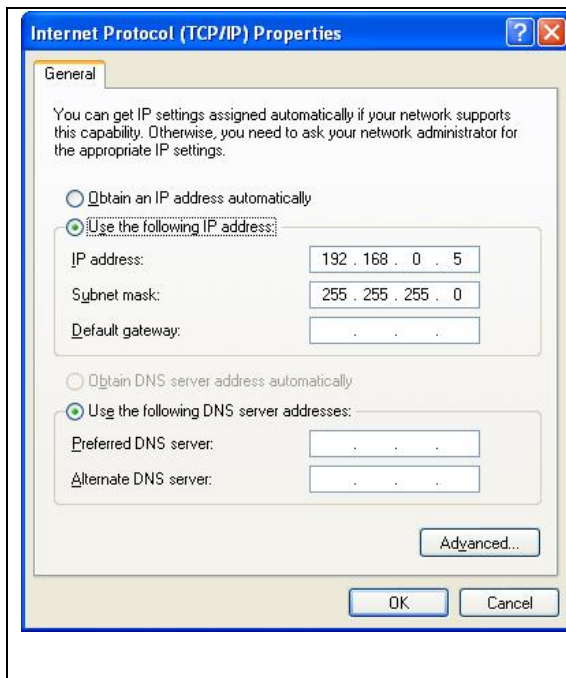 Internet Protocol (TCP/IP) Properties
General
You can get IP settings assigned automatically if your network supports
this capability. Otherwise, you need to ask your network administrator for
the appropriate IP settings.
Obtain an IP address automatically
Use the following IP address:
IP address: 192 . 168 . 0 . 5
Subnet mask: 255 . 255 . 255 . 0
Default gateway: . . .
Obtain DNS server address automatically
Use the following DNS server addresses:
Preferred DNS server: . . .
Alternate DNS server: . . .
Advanced...
OK Cancel